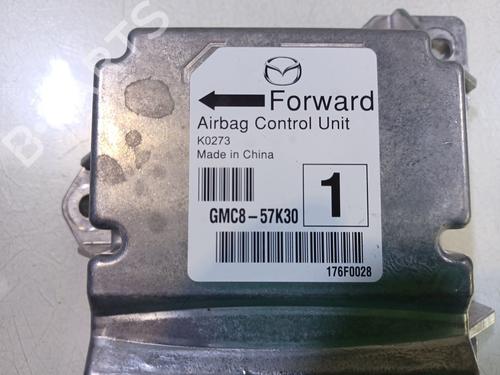 Forward
Airbag Control Unit
K0273
Made in China
GMC8-57K30
1
176F0028